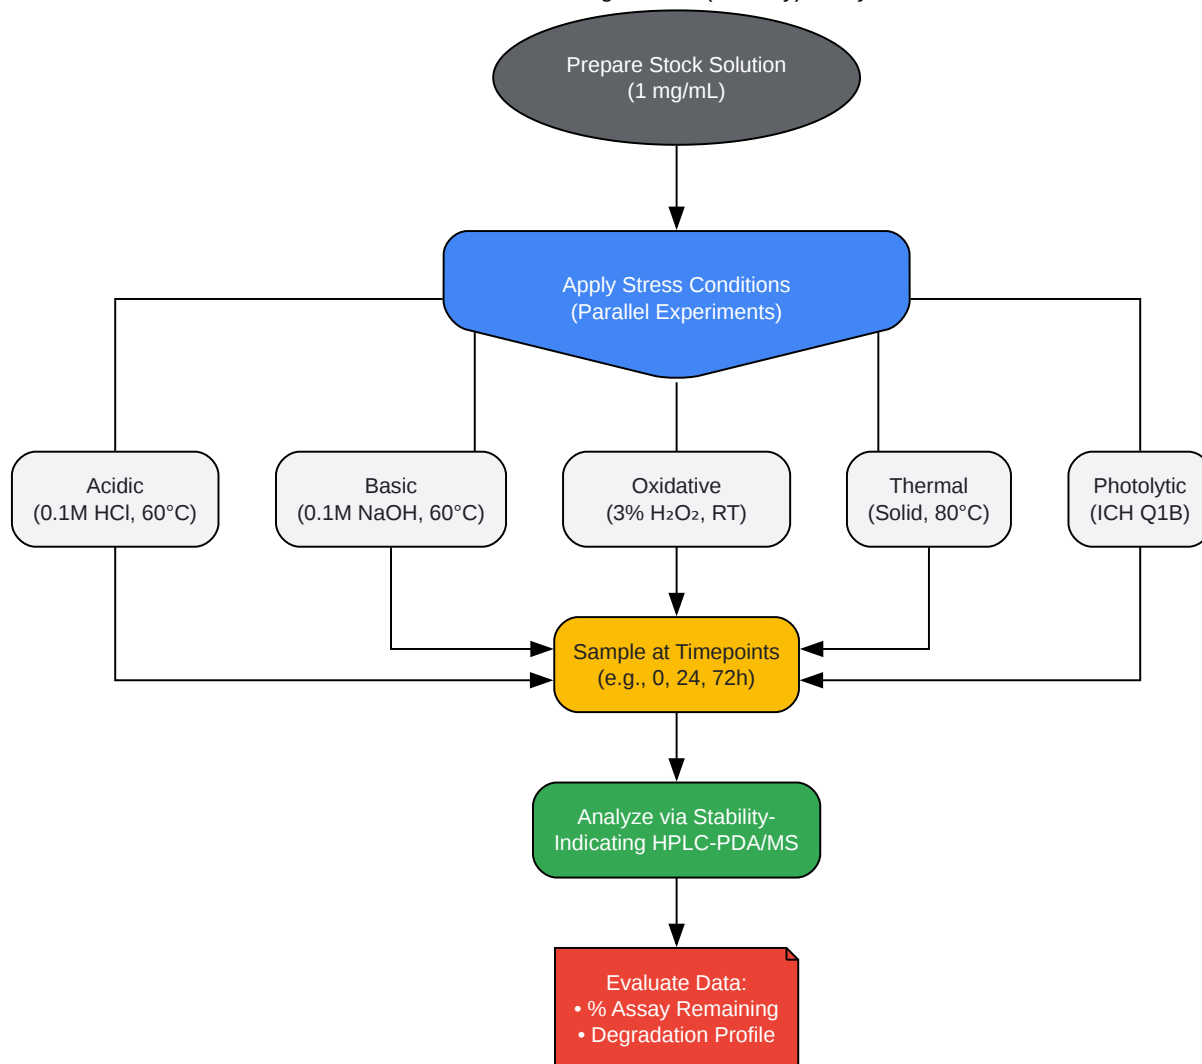 Prepare Stock Solution
(1 mg/mL)
Apply Stress Conditions
(Parallel Experiments)
Acidic
(0.1M HCl, 60°C)
Basic
(0.1M NaOH, 60°C)
Oxidative
(3% H₂O₂, RT)
Thermal
(Solid, 80°C)
Photolytic
(ICH Q1B)
Sample at Timepoints
(e.g., 0, 24, 72h)
Analyze via Stability-
Indicating HPLC-PDA/MS
Evaluate Data:
• % Assay Remaining
• Degradation Profile